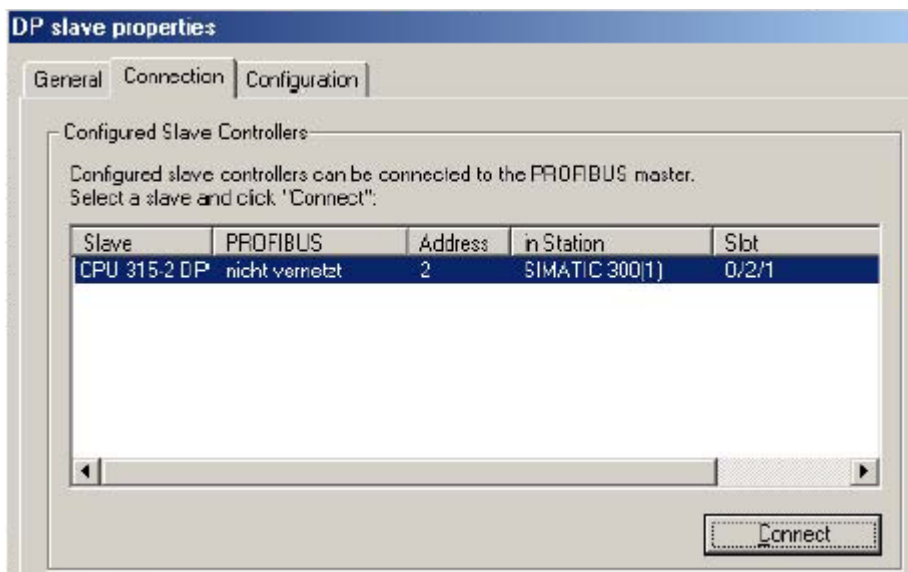 DP slave properties
General Connection Configuration
Configured Slave Controllers
Configured slave controllers can be connected to the PROFIBUS master.
Select a slave and click "Connect":
Slave PROFIBUS Address in Station Slot
CPU 315-2 DP nicht vernetzt 2 SIMATIC 300(1) 0/2/1
Connect